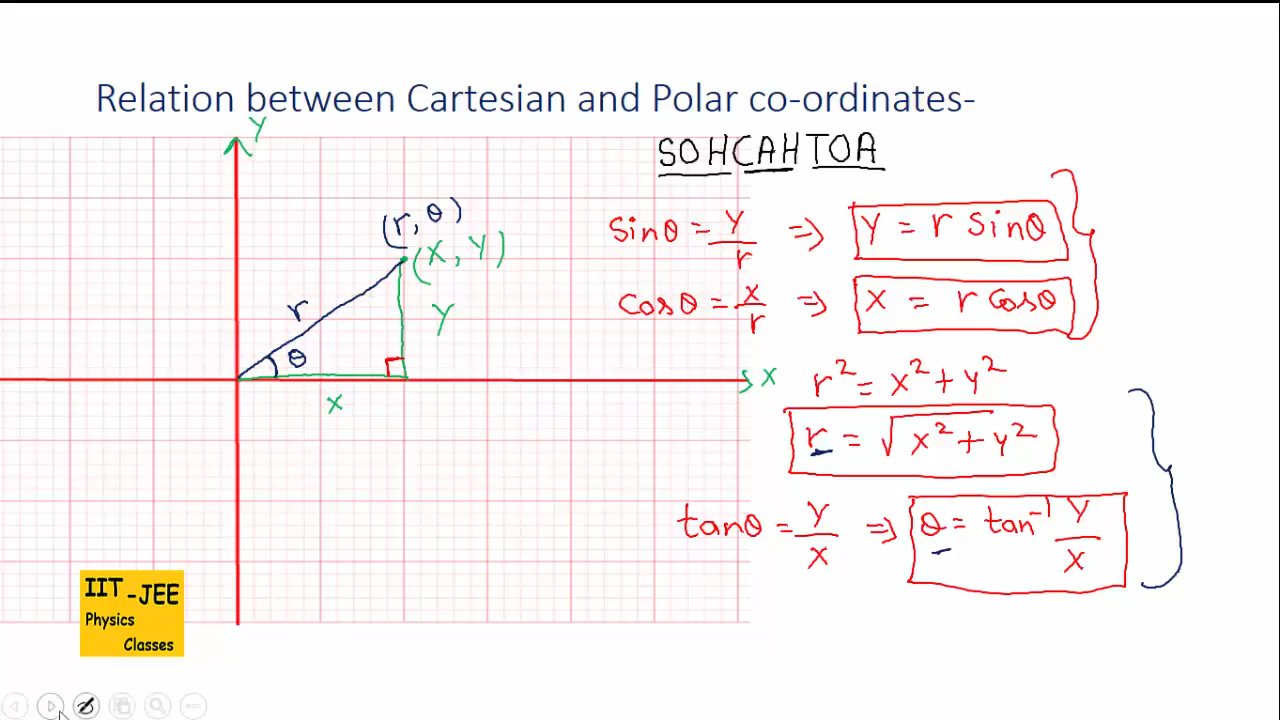 Relation between Cartesian and Polar co-ordinates-
Y
SOHCAHTOA
(r, θ)
(X, Y)
r
θ
Y
X
X
Sinθ = Y/r ⇒ Y = r Sinθ
Cosθ = X/r ⇒ X = r Cosθ
r² = X² + Y²
r = √X² + Y²
tanθ = Y/X ⇒ θ = tan⁻¹ Y/X
IIT-JEE
Physics
Classes